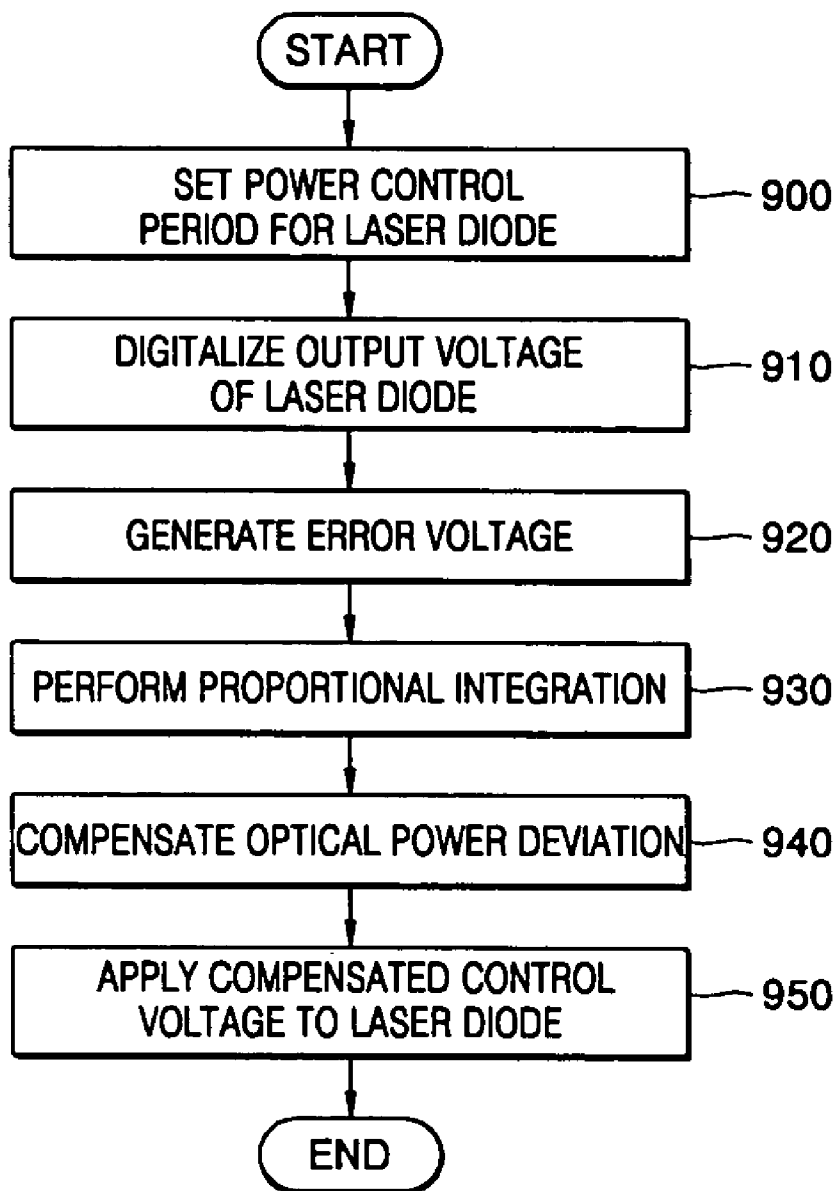 START
SET POWER CONTROL
PERIOD FOR LASER DIODE
900
DIGITALIZE OUTPUT VOLTAGE
OF LASER DIODE
910
GENERATE ERROR VOLTAGE
920
PERFORM PROPORTIONAL INTEGRATION
930
COMPENSATE OPTICAL POWER DEVIATION
940
APPLY COMPENSATED CONTROL
VOLTAGE TO LASER DIODE
950
END